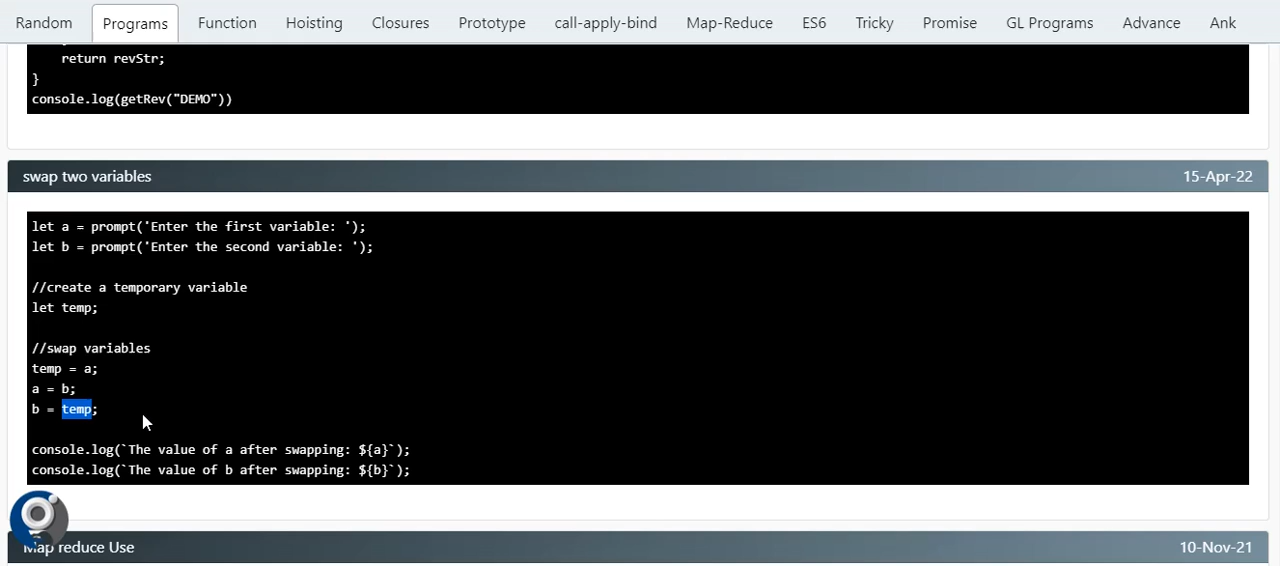 Random Programs Function Hoisting Closures Prototype call-apply-bind Map-Reduce ES6 Tricky Promise GL Programs Advance Ank
return revStr;
}
console.log(getRev("DEMO"))
swap two variables 15-Apr-22
let a = prompt('Enter the first variable: ');
let b = prompt('Enter the second variable: ');
//create a temporary variable
let temp;
//swap variables
temp = a;
a = b;
b = temp;
console.log(`The value of a after swapping: ${a}`);
console.log(`The value of b after swapping: ${b}`);
Map reduce Use 10-Nov-21